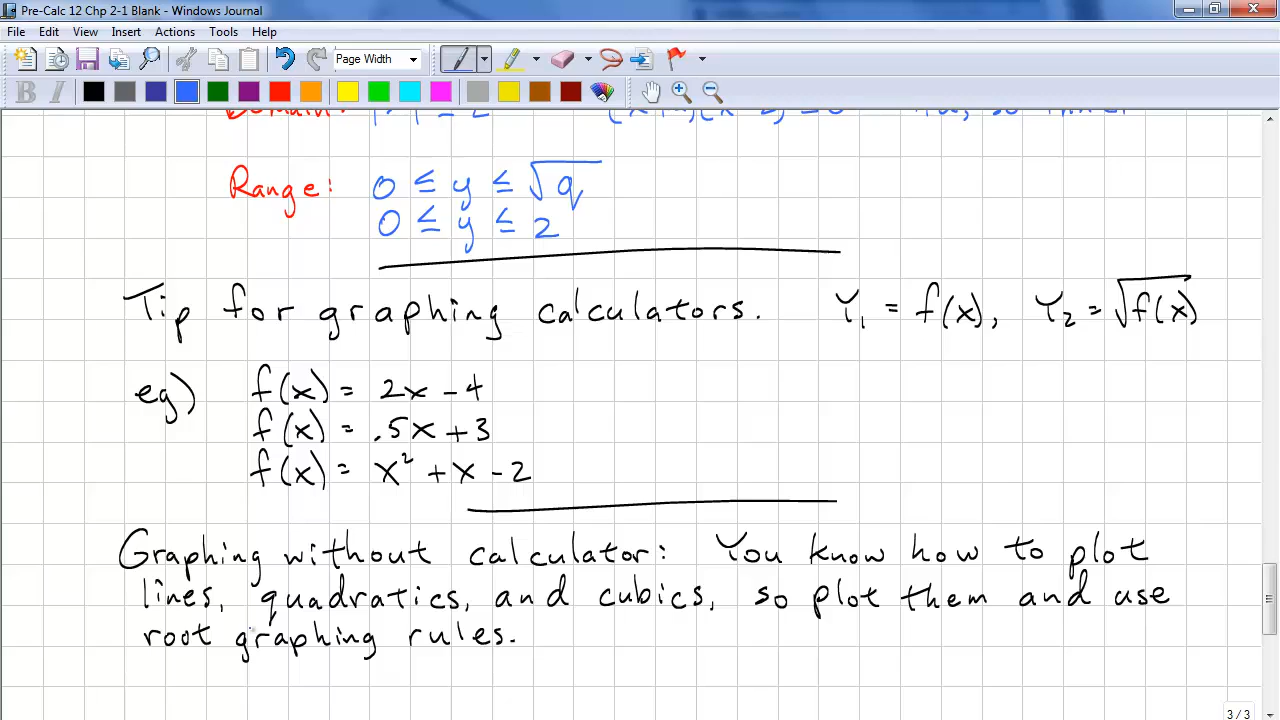 Pre-Calc 12 Chp 2-1 Blank - Windows Journal
File Edit View Insert Actions Tools Help
Page Width
B I
Domain:
Range: 0 ≤ y ≤ √q
0 ≤ y ≤ 2
Tip for graphing calculators. Y₁ = f(x), Y₂ = √f(x)
eg) f(x) = 2x - 4
f(x) = .5x + 3
f(x) = x² + x - 2
Graphing without calculator: You know how to plot
lines, quadratics, and cubics, so plot them and use
root graphing rules.
3/3